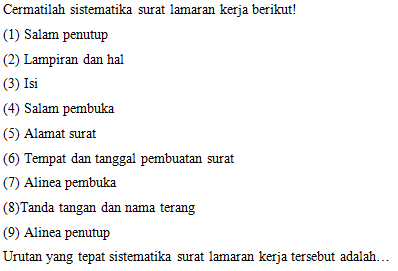 Cermatilah sistematika surat lamaran kerja berikut!
(1) Salam penutup
(2) Lampiran dan hal
(3) Isi
(4) Salam pembuka
(5) Alamat surat
(6) Tempat dan tanggal pembuatan surat
(7) Alinea pembuka
(8)Tanda tangan dan nama terang
(9) Alinea penutup
Urutan yang tepat sistematika surat lamaran kerja tersebut adalah…